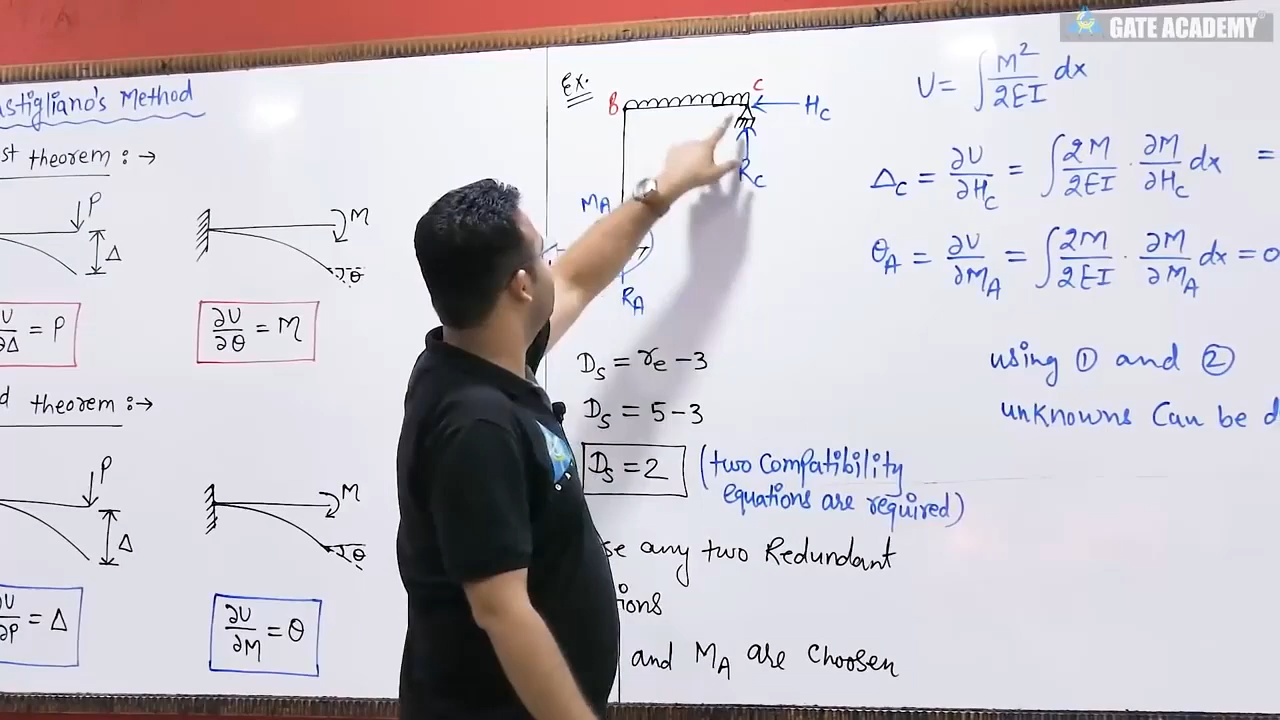 GATE ACADEMY
astigliano's Method
st theorem :→
P
Δ
M
θ
∂U/∂Δ = P
∂U/∂θ = M
d theorem :→
P
Δ
M
θ
∂U/∂P = Δ
∂U/∂M = θ
Ex.
B
C
H_C
R_C
M_A
R_A
D_S = r_e - 3
D_S = 5 - 3
D_S = 2 (two Compatibility
equations are required)
se any two Redundant
ions
and M_A are Choosen
U = ∫ M²/2EI dx
Δ_C = ∂U/∂H_C = ∫ 2M/2EI · ∂M/∂H_C dx =
θ_A = ∂U/∂M_A = ∫ 2M/2EI · ∂M/∂M_A dx = 0
using ① and ②
unknowns Can be d